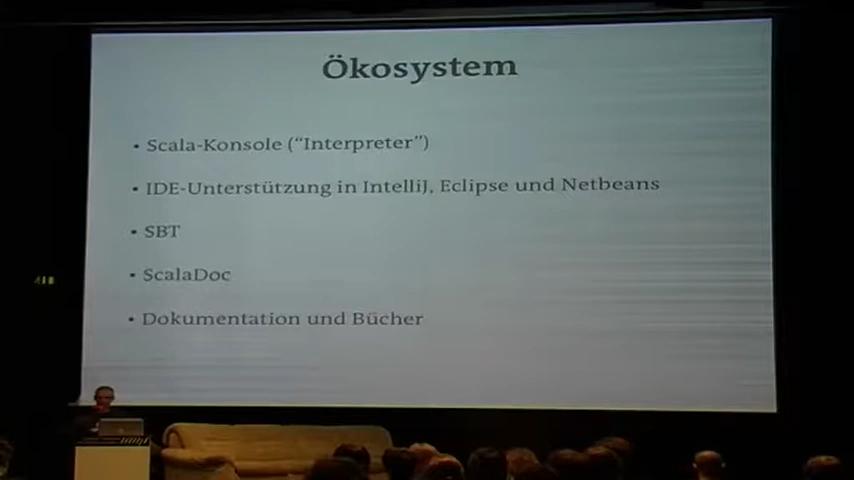 Ökosystem
• Scala-Konsole (“Interpreter”)
• IDE-Unterstützung in IntelliJ, Eclipse und NetBeans
• SBT
• ScalaDoc
• Dokumentation und Bücher